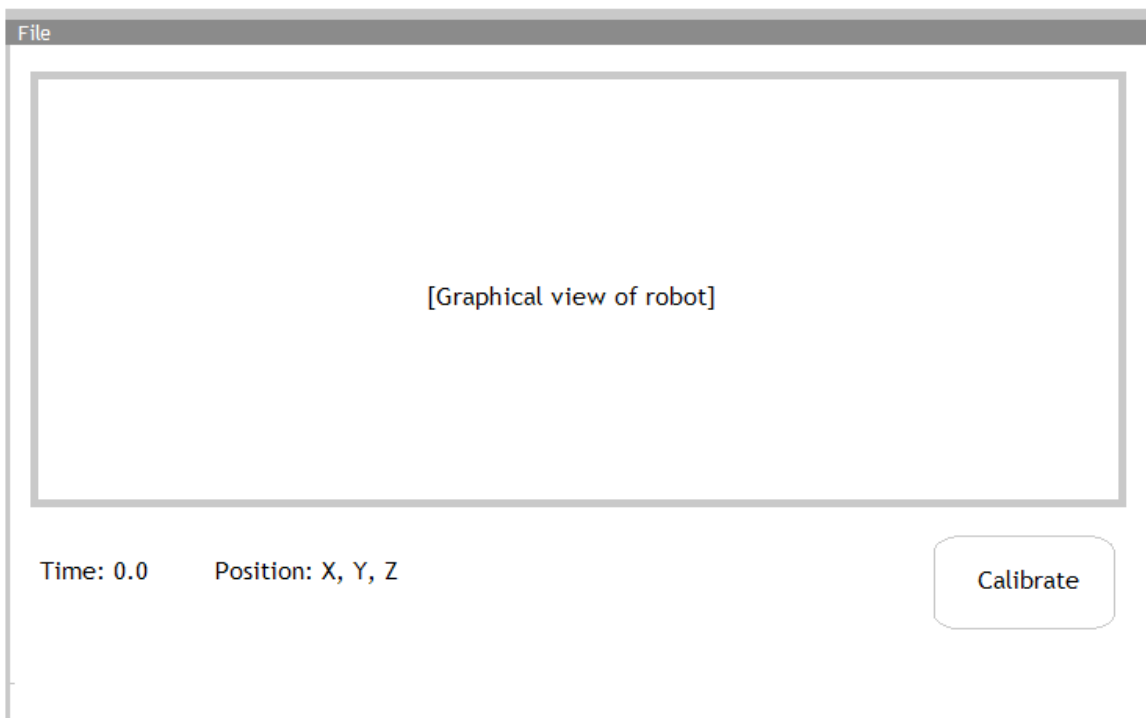 File
[Graphical view of robot]
Time: 0.0 Position: X, Y, Z
Calibrate